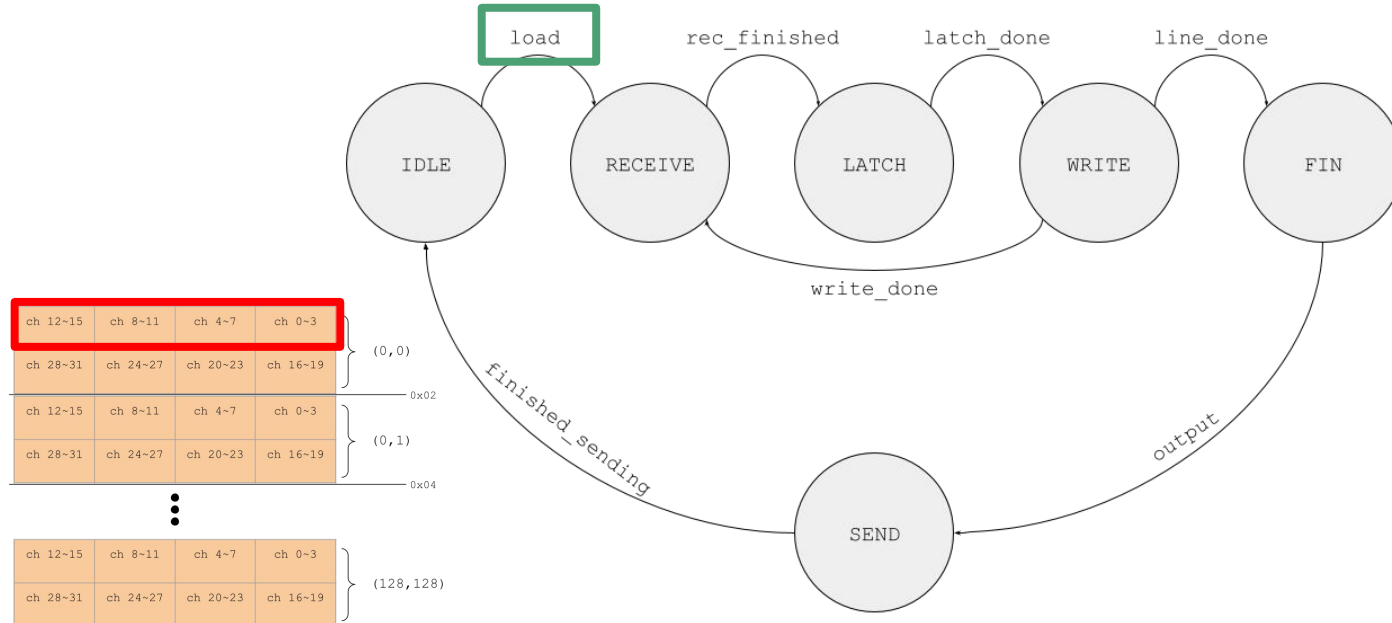 load
rec_finished
latch_done
line_done
IDLE
RECEIVE
LATCH
WRITE
FIN
write_done
finished_sending
output
SEND
ch 12~15 ch 8~11 ch 4~7 ch 0~3
(0,0)
ch 28~31 ch 24~27 ch 20~23 ch 16~19
0x02
ch 12~15 ch 8~11 ch 4~7 ch 0~3
(0,1)
ch 28~31 ch 24~27 ch 20~23 ch 16~19
0x04
ch 12~15 ch 8~11 ch 4~7 ch 0~3
(128,128)
ch 28~31 ch 24~27 ch 20~23 ch 16~19